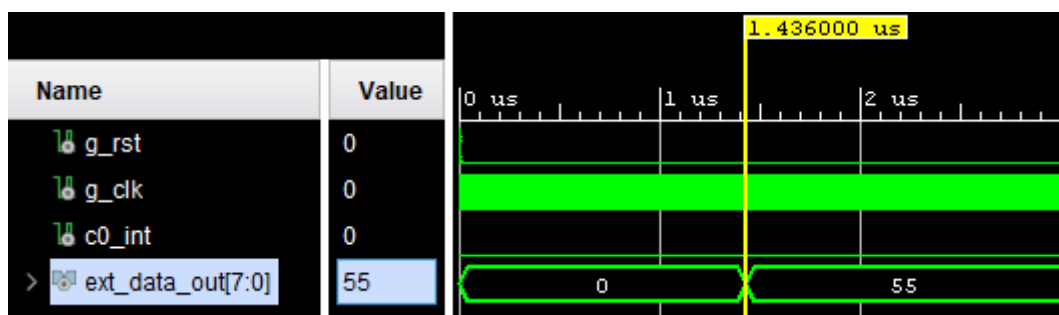 1.436000 us
Name Value 0 us 1 us 2 us
g_rst 0
g_clk 0
c0_int 0
ext_data_out[7:0] 55 0 55